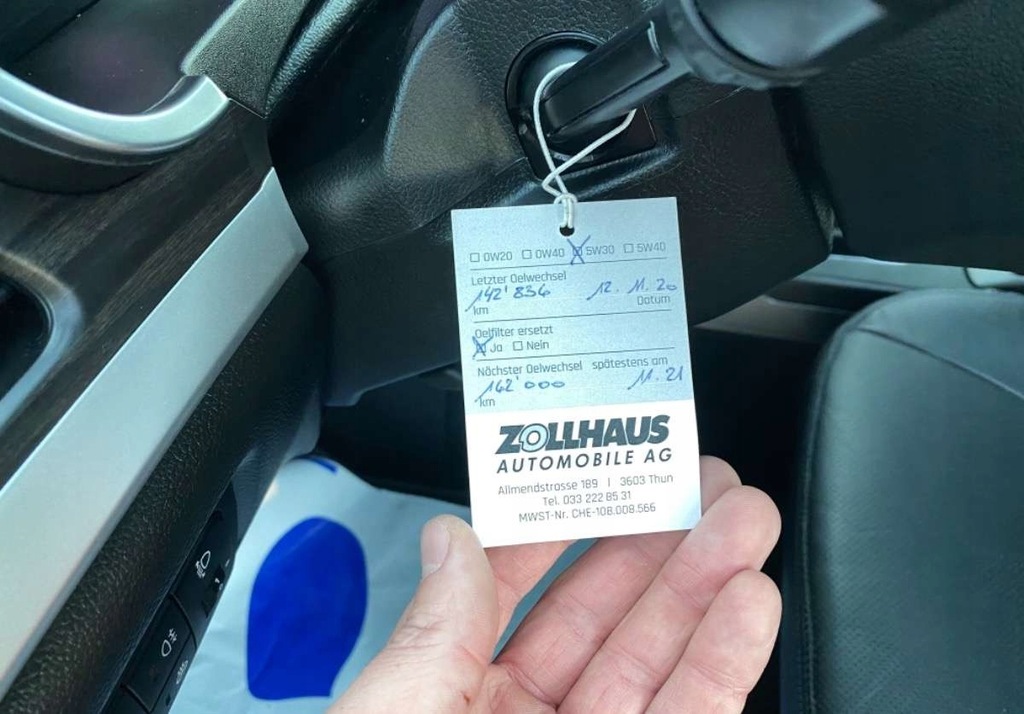 ☐ 0W20 ☐ 0W40 ☒ 5W30 ☐ 5W40
Letzter Oelwechsel
142'836 12. 11. 20
km Datum
Oelfilter ersetzt
☒ Ja ☐ Nein
Nächster Oelwechsel spätestens am
162'000 11. 21
km
ZOLLHAUS
AUTOMOBILE AG
Allmendstrasse 189 | 3603 Thun
Tel. 033 222 85 31
MWST-Nr. CHE-108.008.566